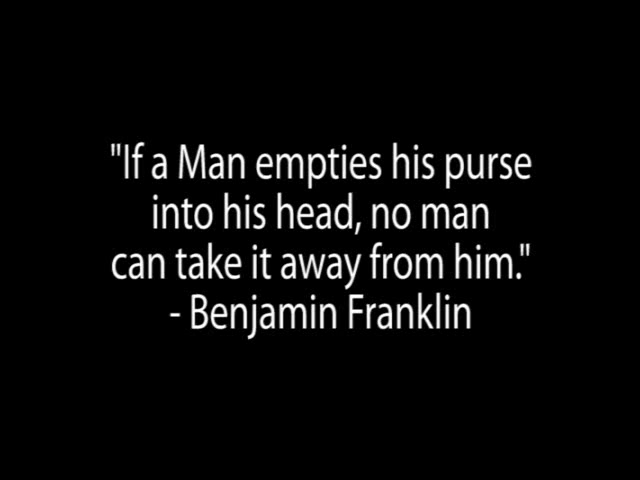 "If a Man empties his purse
into his head, no man
can take it away from him."
- Benjamin Franklin